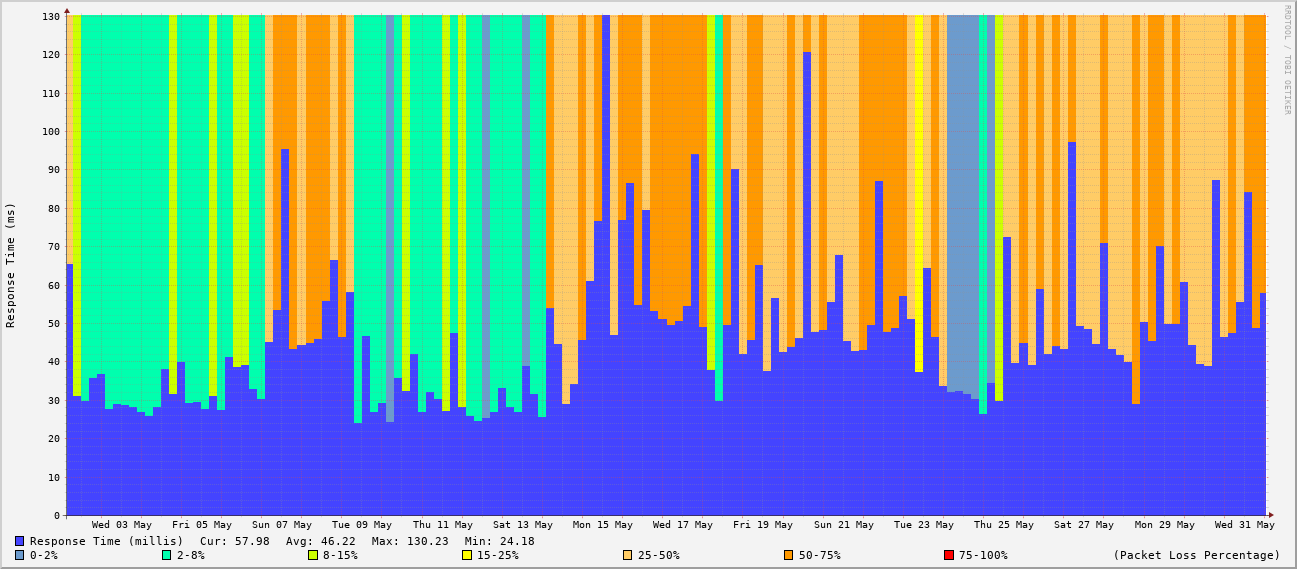 130
120
110
100
90
80
70
60
50
40
30
20
10
0
Response Time (ms)
RRDTOOL / TOBI OETIKER
Wed 03 May Fri 05 May Sun 07 May Tue 09 May Thu 11 May Sat 13 May Mon 15 May Wed 17 May Fri 19 May Sun 21 May Tue 23 May Thu 25 May Sat 27 May Mon 29 May Wed 31 May
Response Time (millis) Cur: 57.98 Avg: 46.22 Max: 130.23 Min: 24.18
0-2% 2-8% 8-15% 15-25% 25-50% 50-75% 75-100% (Packet Loss Percentage)